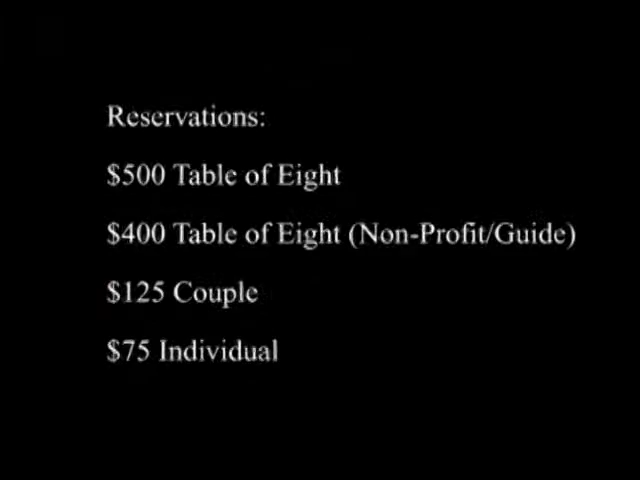 Reservations:
$500 Table of Eight
$400 Table of Eight (Non-Profit/Guide)
$125 Couple
$75 Individual